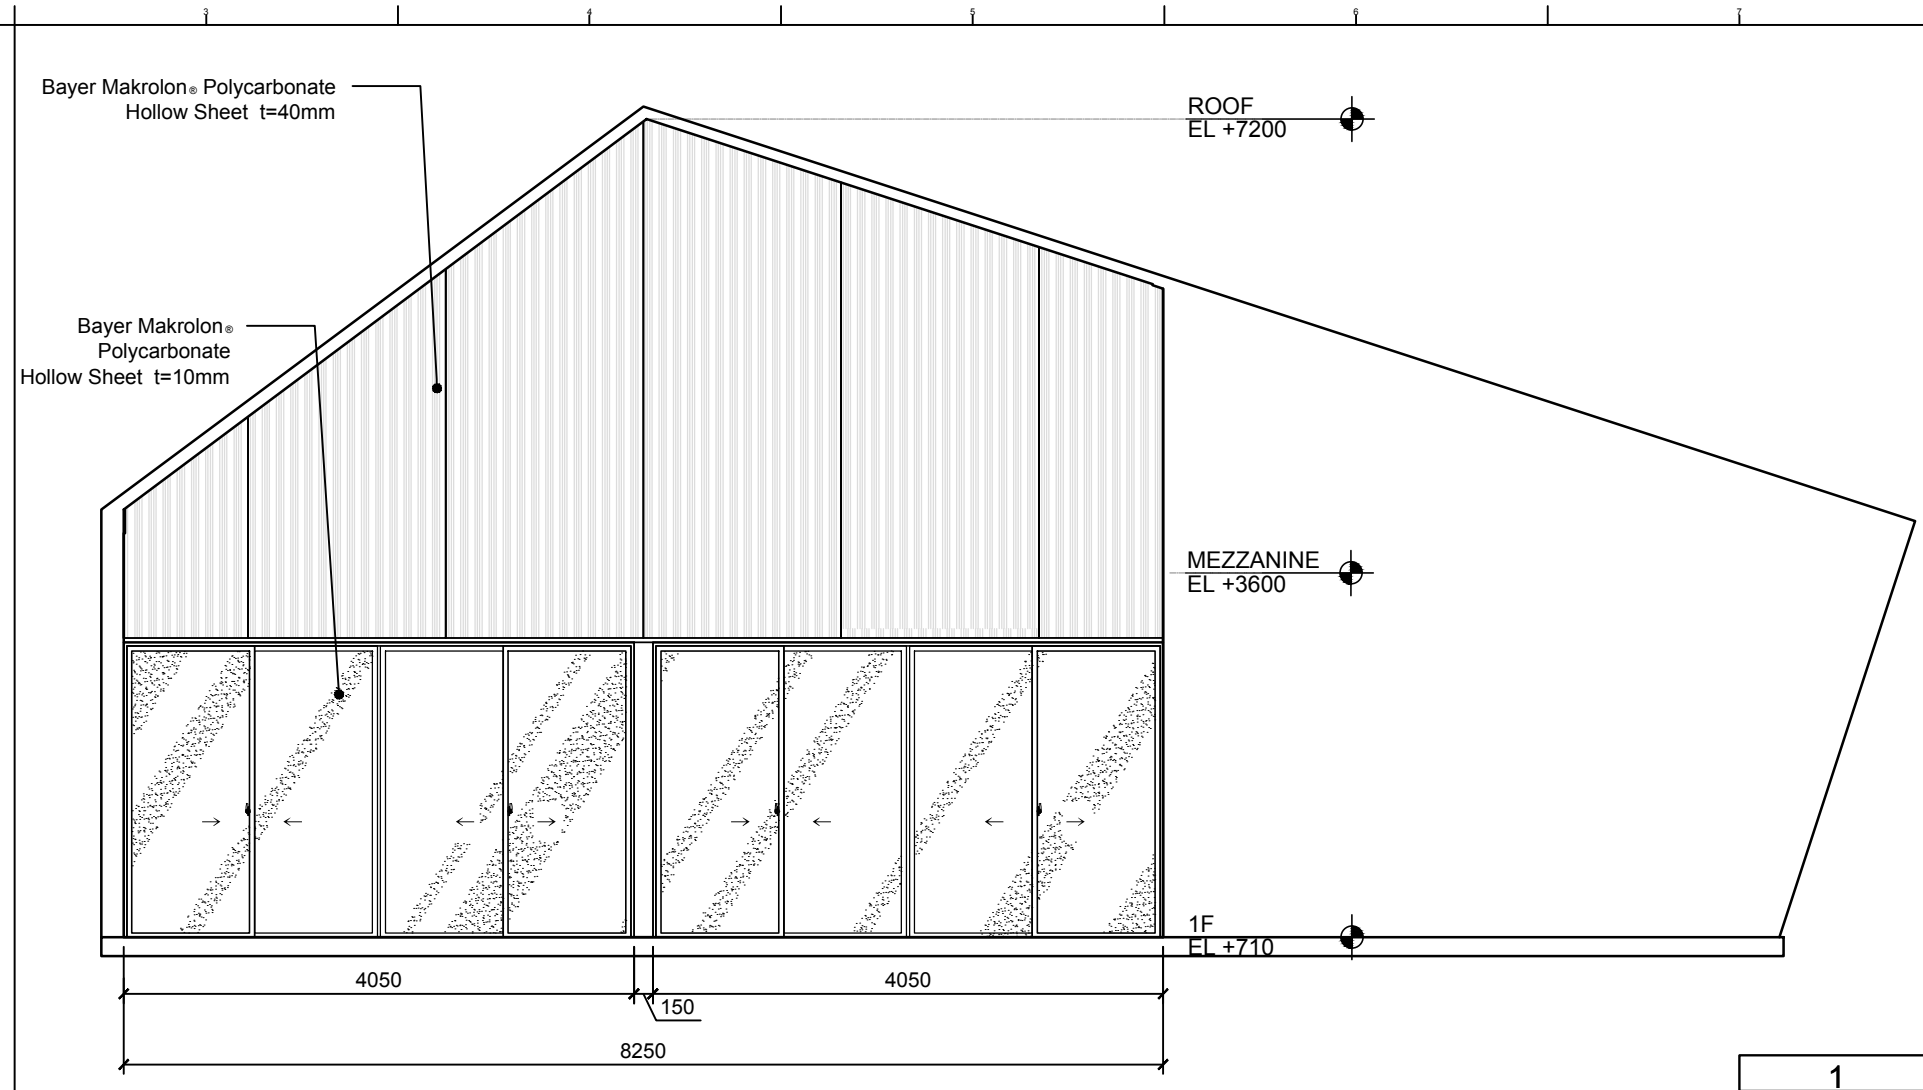 3 4 5 6 7
Bayer Makrolon® Polycarbonate
Hollow Sheet t=40mm
ROOF
EL +7200
Bayer Makrolon®
Polycarbonate
Hollow Sheet t=10mm
MEZZANINE
EL +3600
1F
EL +710
4050
4050
150
8250
1